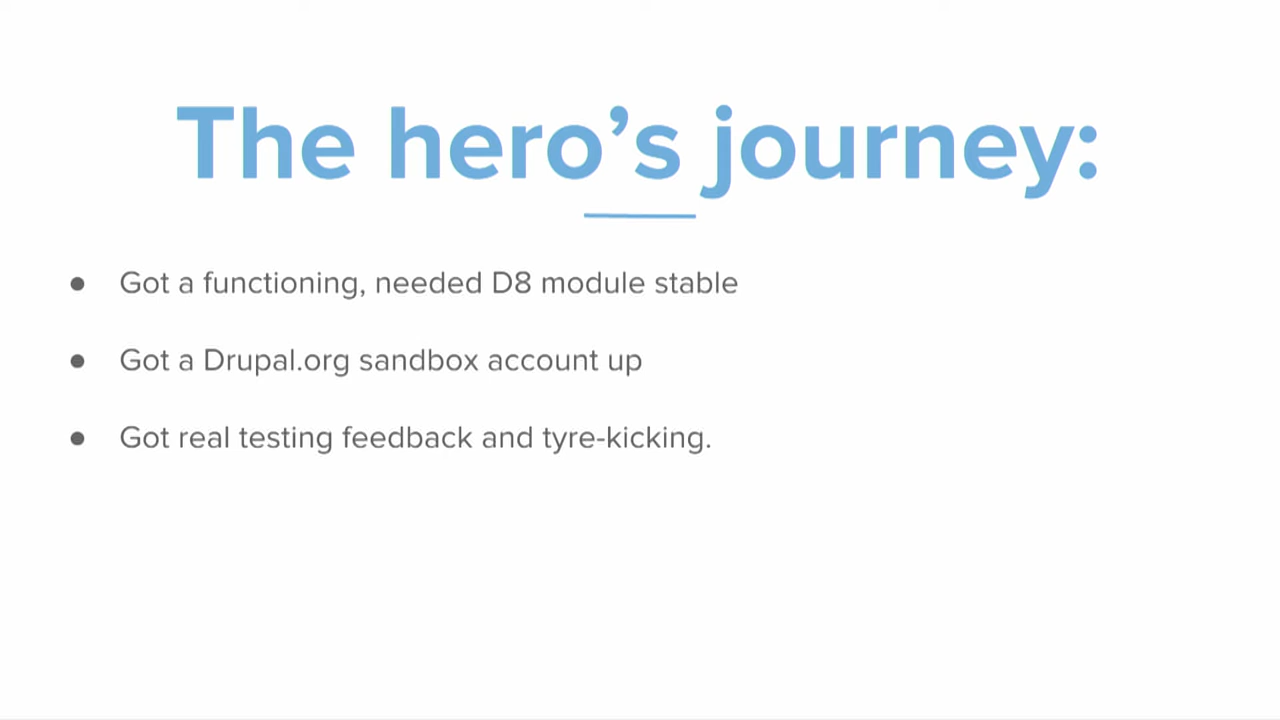 The hero’s journey:
● Got a functioning, needed D8 module stable
● Got a Drupal.org sandbox account up
● Got real testing feedback and tyre-kicking.